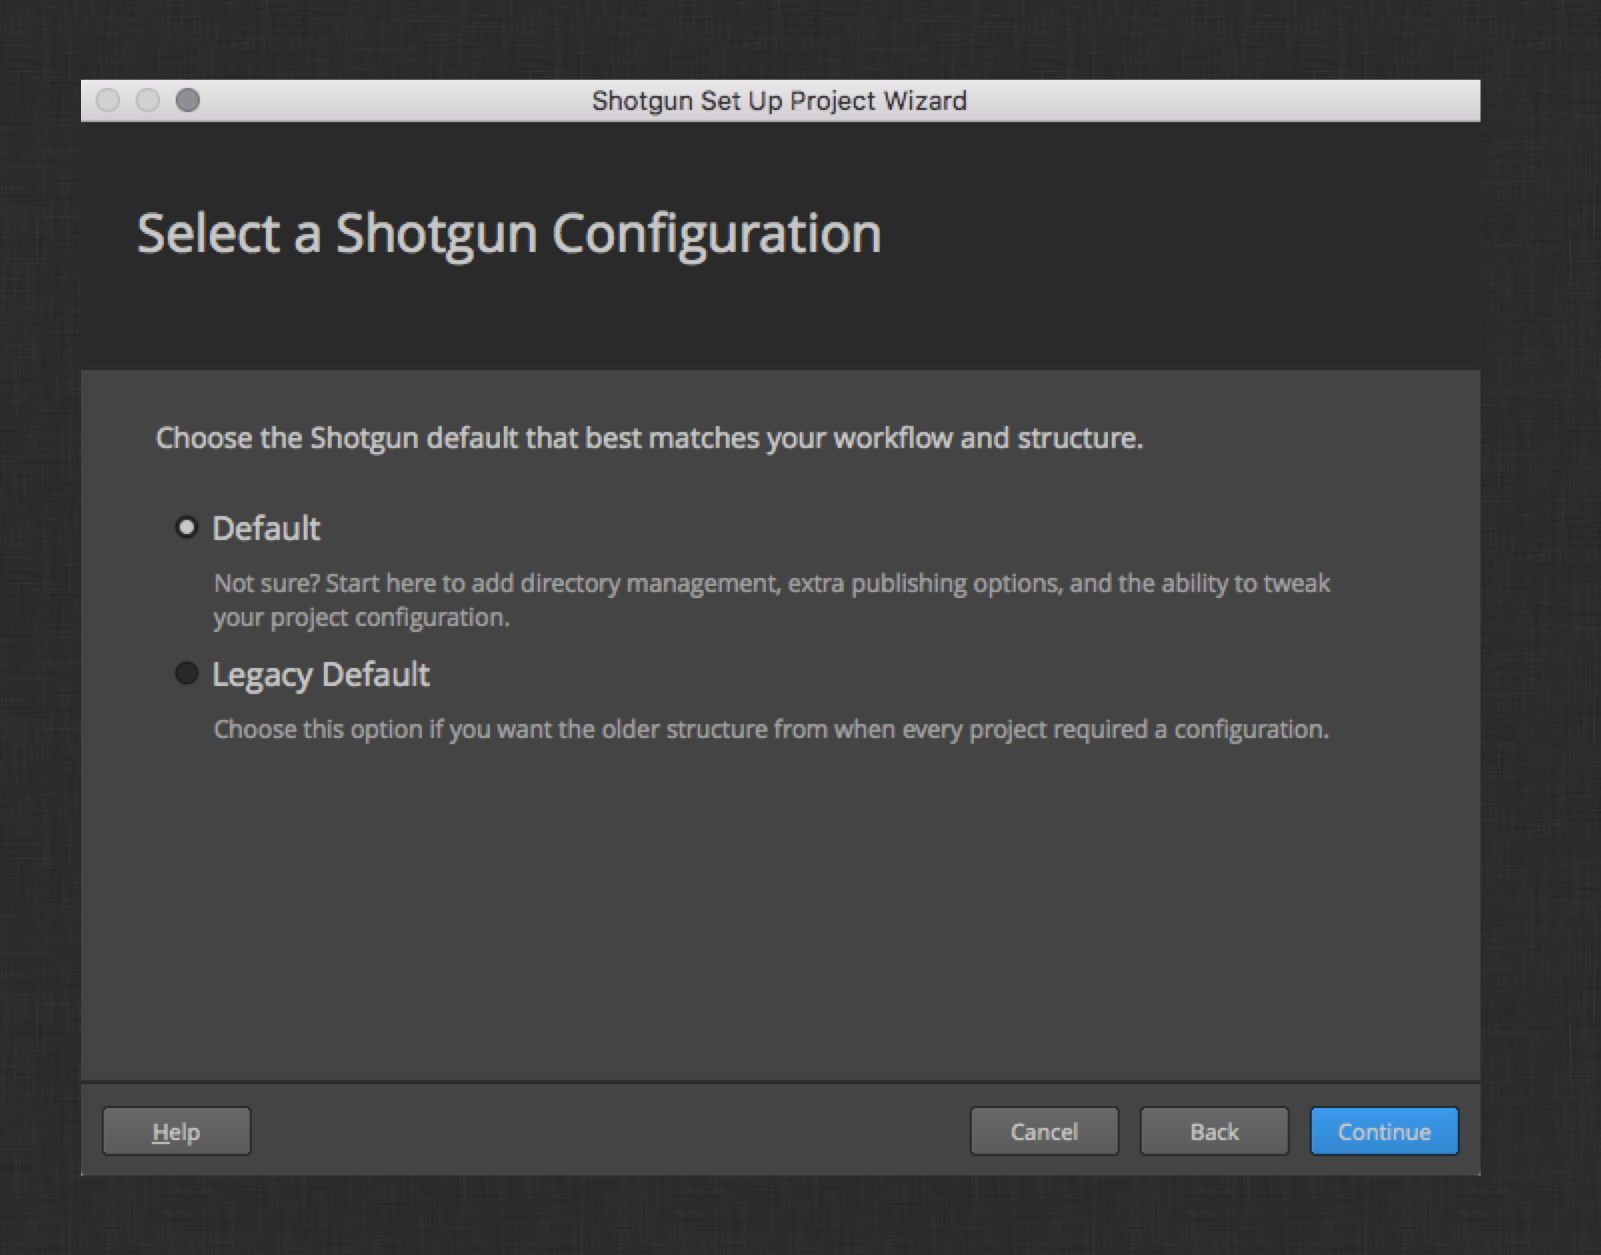 Shotgun Set Up Project Wizard
Select a Shotgun Configuration
Choose the Shotgun default that best matches your workflow and structure.
Default
Not sure? Start here to add directory management, extra publishing options, and the ability to tweak
your project configuration.
Legacy Default
Choose this option if you want the older structure from when every project required a configuration.
Help
Cancel
Back
Continue